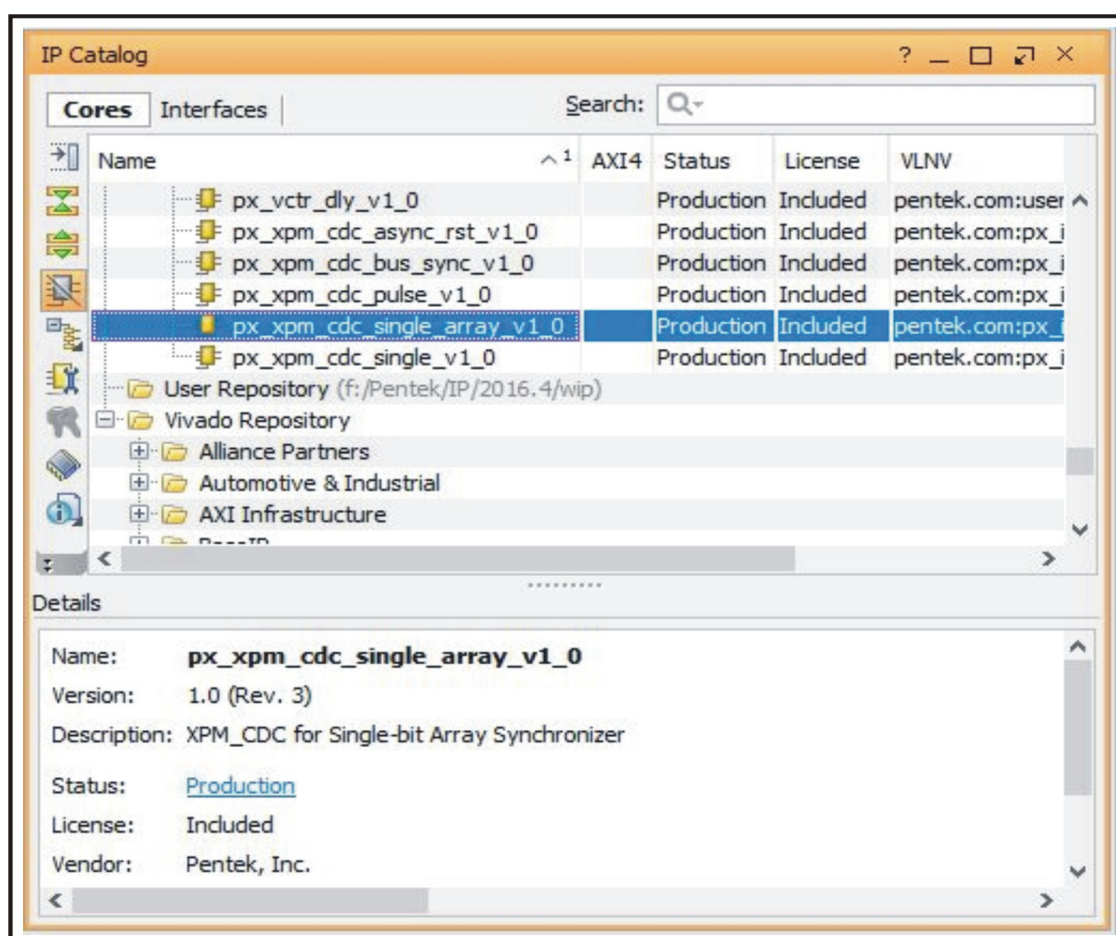 IP Catalog
Cores Interfaces Search:
Name 1 AXI4 Status License VLNV
px_vctr_dly_v1_0 Production Included pentek.com:user
px_xpm_cdc_async_rst_v1_0 Production Included pentek.com:px_i
px_xpm_cdc_bus_sync_v1_0 Production Included pentek.com:px_i
px_xpm_cdc_pulse_v1_0 Production Included pentek.com:px_i
px_xpm_cdc_single_array_v1_0 Production Included pentek.com:px_i
px_xpm_cdc_single_v1_0 Production Included pentek.com:px_i
User Repository (f:/Pentek/IP/2016.4/wip)
Vivado Repository
Alliance Partners
Automotive & Industrial
AXI Infrastructure
BaseIP
Details
Name: px_xpm_cdc_single_array_v1_0
Version: 1.0 (Rev. 3)
Description: XPM_CDC for Single-bit Array Synchronizer
Status: Production
License: Included
Vendor: Pentek, Inc.